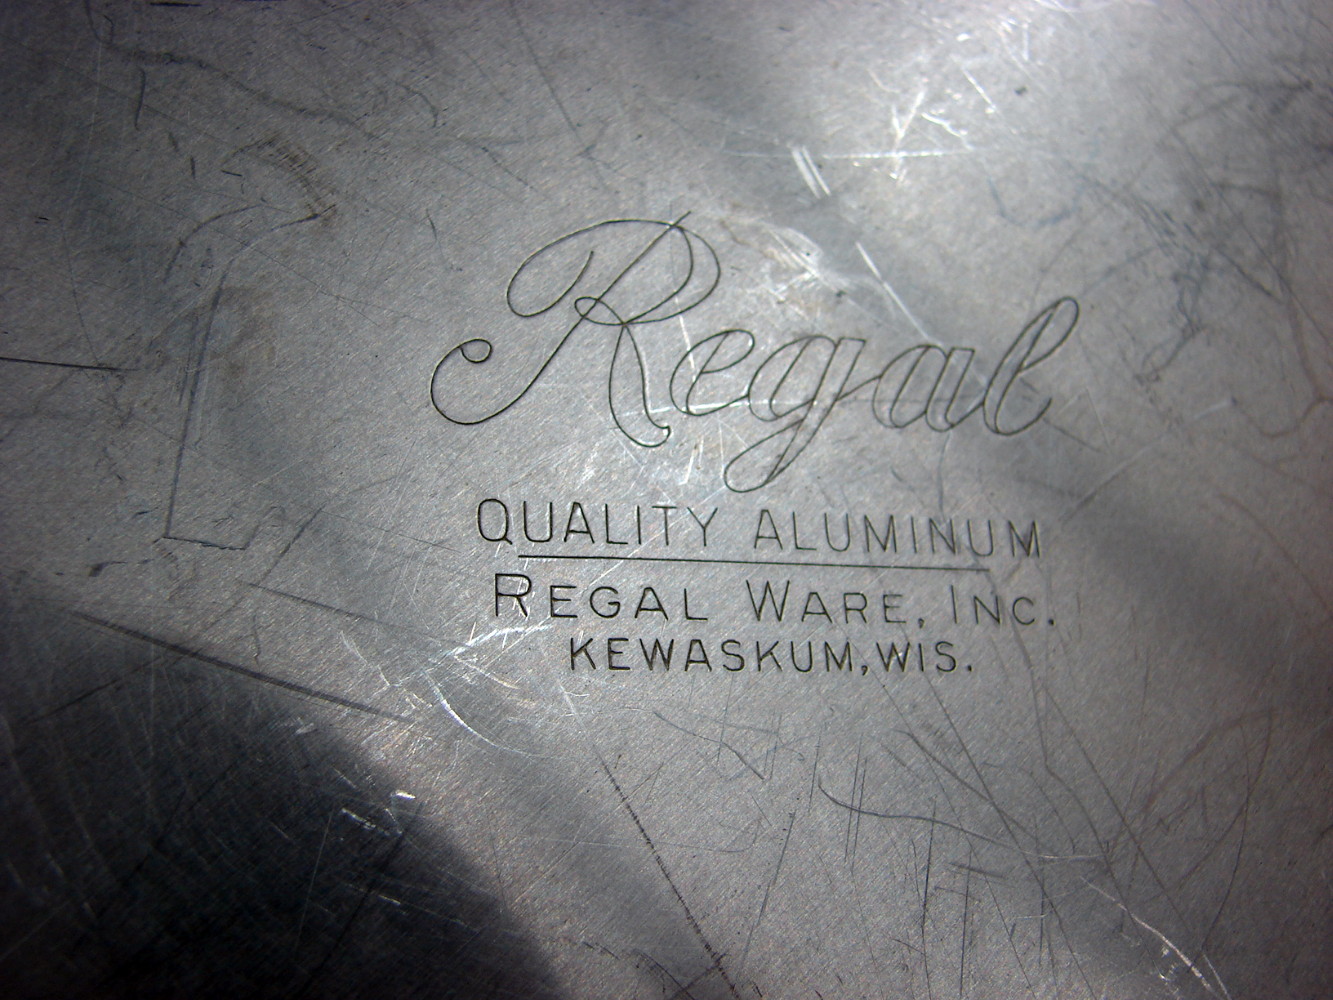 Regal
QUALITY ALUMINUM
REGAL WARE, INC.
KEWASKUM, WIS.